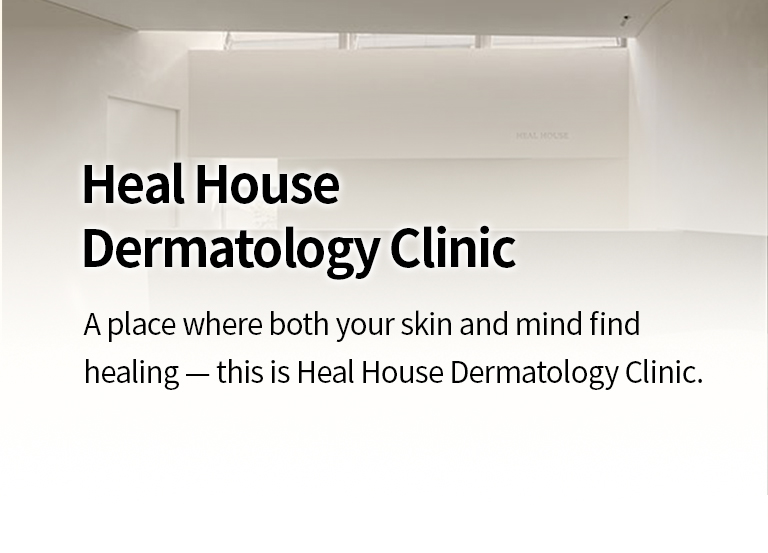 HEAL HOUSE
Heal House
Dermatology Clinic
A place where both your skin and mind find
healing — this is Heal House Dermatology Clinic.